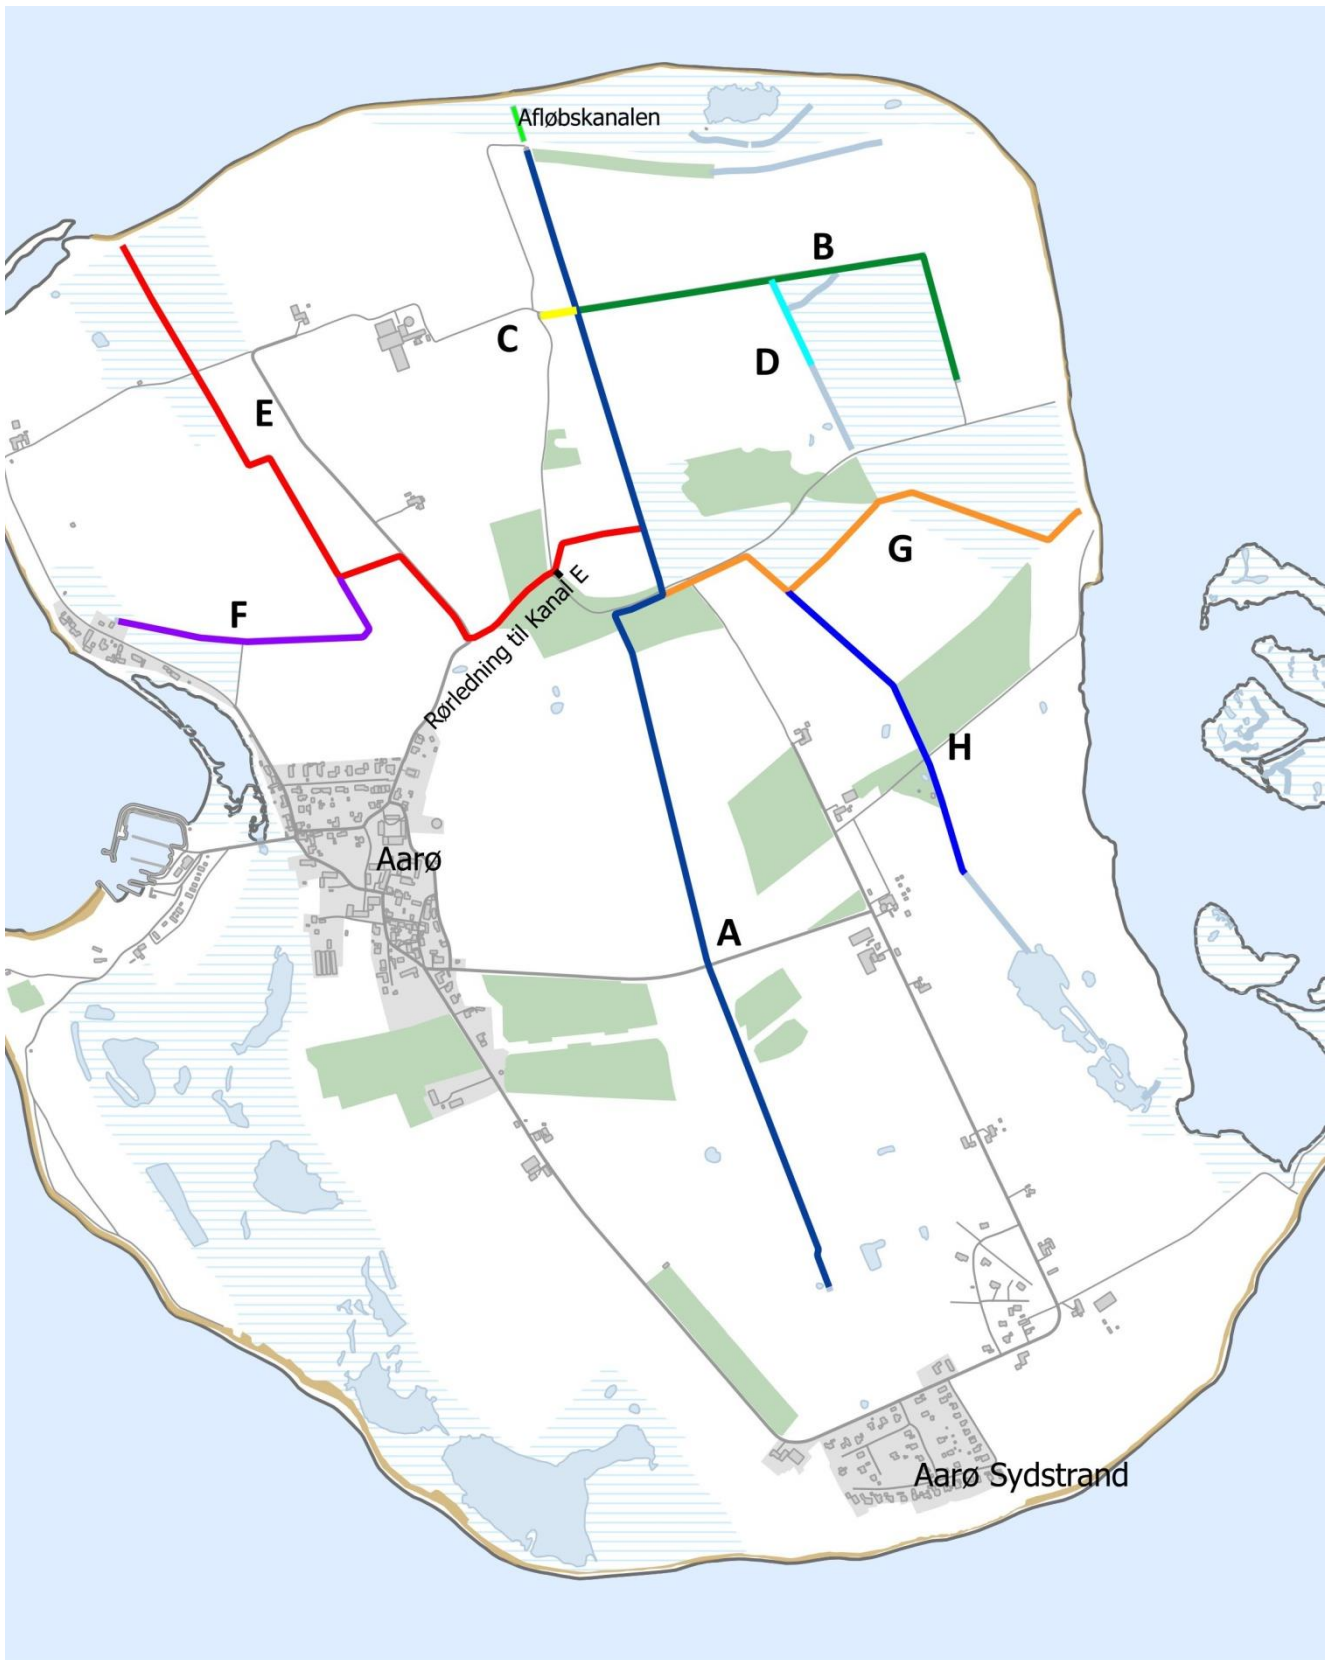 Afløbskanalen
B
C
D
E
G
F
Rørledning til Kanal E
H
Aarø
A
Aarø Sydstrand